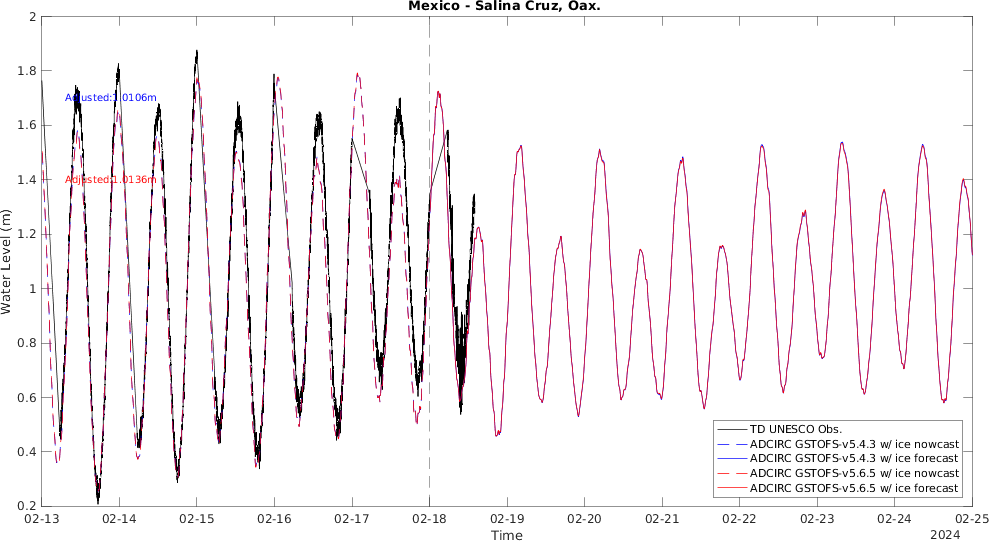 Mexico - Salina Cruz, Oax.
2
1.8
1.6
1.4
1.2
1
0.8
0.6
0.4
0.2
Water Level (m)
Adjusted:1.0106m
Adjusted:1.0136m
TD UNESCO Obs.
ADCIRC GSTOFS-v5.4.3 w/ ice nowcast
ADCIRC GSTOFS-v5.4.3 w/ ice forecast
ADCIRC GSTOFS-v5.6.5 w/ ice nowcast
ADCIRC GSTOFS-v5.6.5 w/ ice forecast
02-13 02-14 02-15 02-16 02-17 02-18 02-19 02-20 02-21 02-22 02-23 02-24 02-25
Time
2024